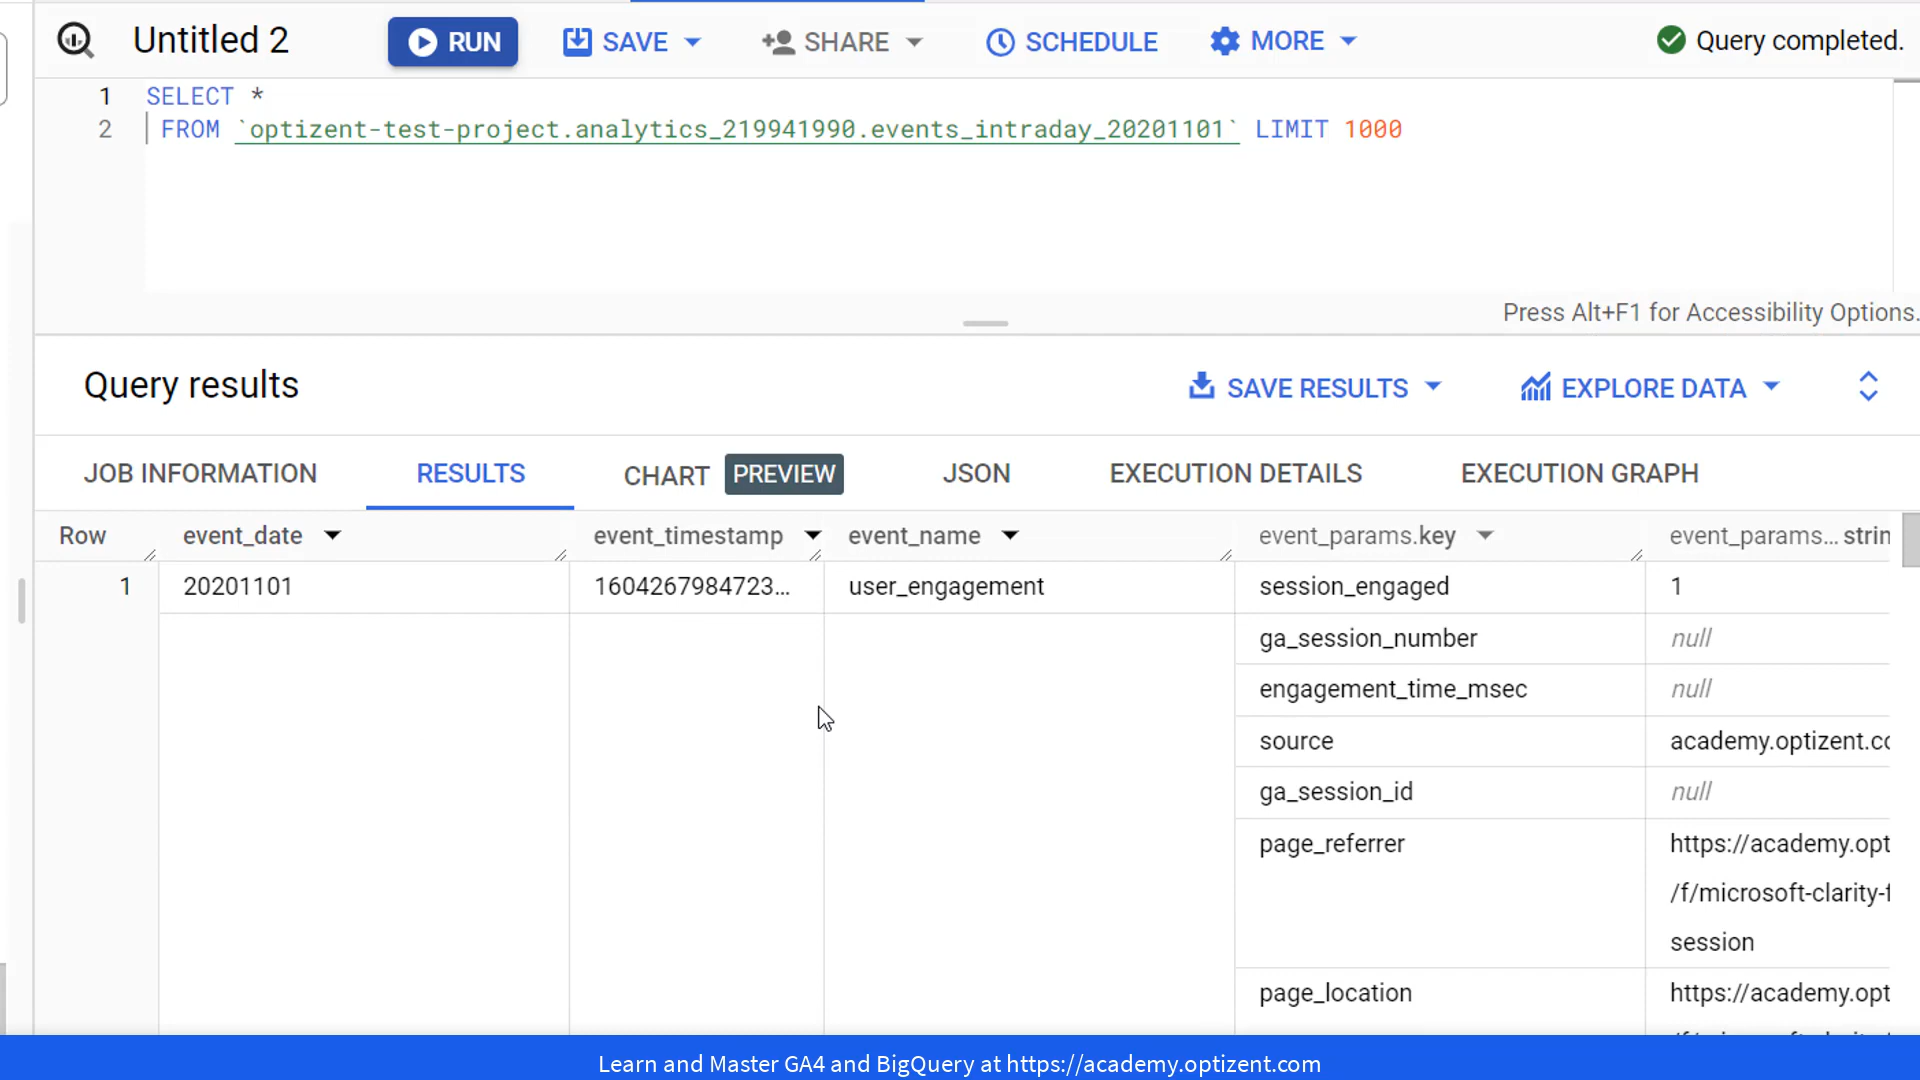 Untitled 2 RUN SAVE SHARE SCHEDULE MORE Query completed.
1 SELECT *
2 FROM `optizent-test-project.analytics_219941990.events_intraday_20201101` LIMIT 1000
Press Alt+F1 for Accessibility Options.
Query results SAVE RESULTS EXPLORE DATA
JOB INFORMATION RESULTS CHART PREVIEW JSON EXECUTION DETAILS EXECUTION GRAPH
Row event_date event_timestamp event_name event_params.key event_params... strin
1 20201101 1604267984723... user_engagement session_engaged 1
ga_session_number null
engagement_time_msec null
source academy.optizent.co
ga_session_id null
page_referrer https://academy.opt
/f/microsoft-clarity-f
session
page_location https://academy.opt
Learn and Master GA4 and BigQuery at https://academy.optizent.com